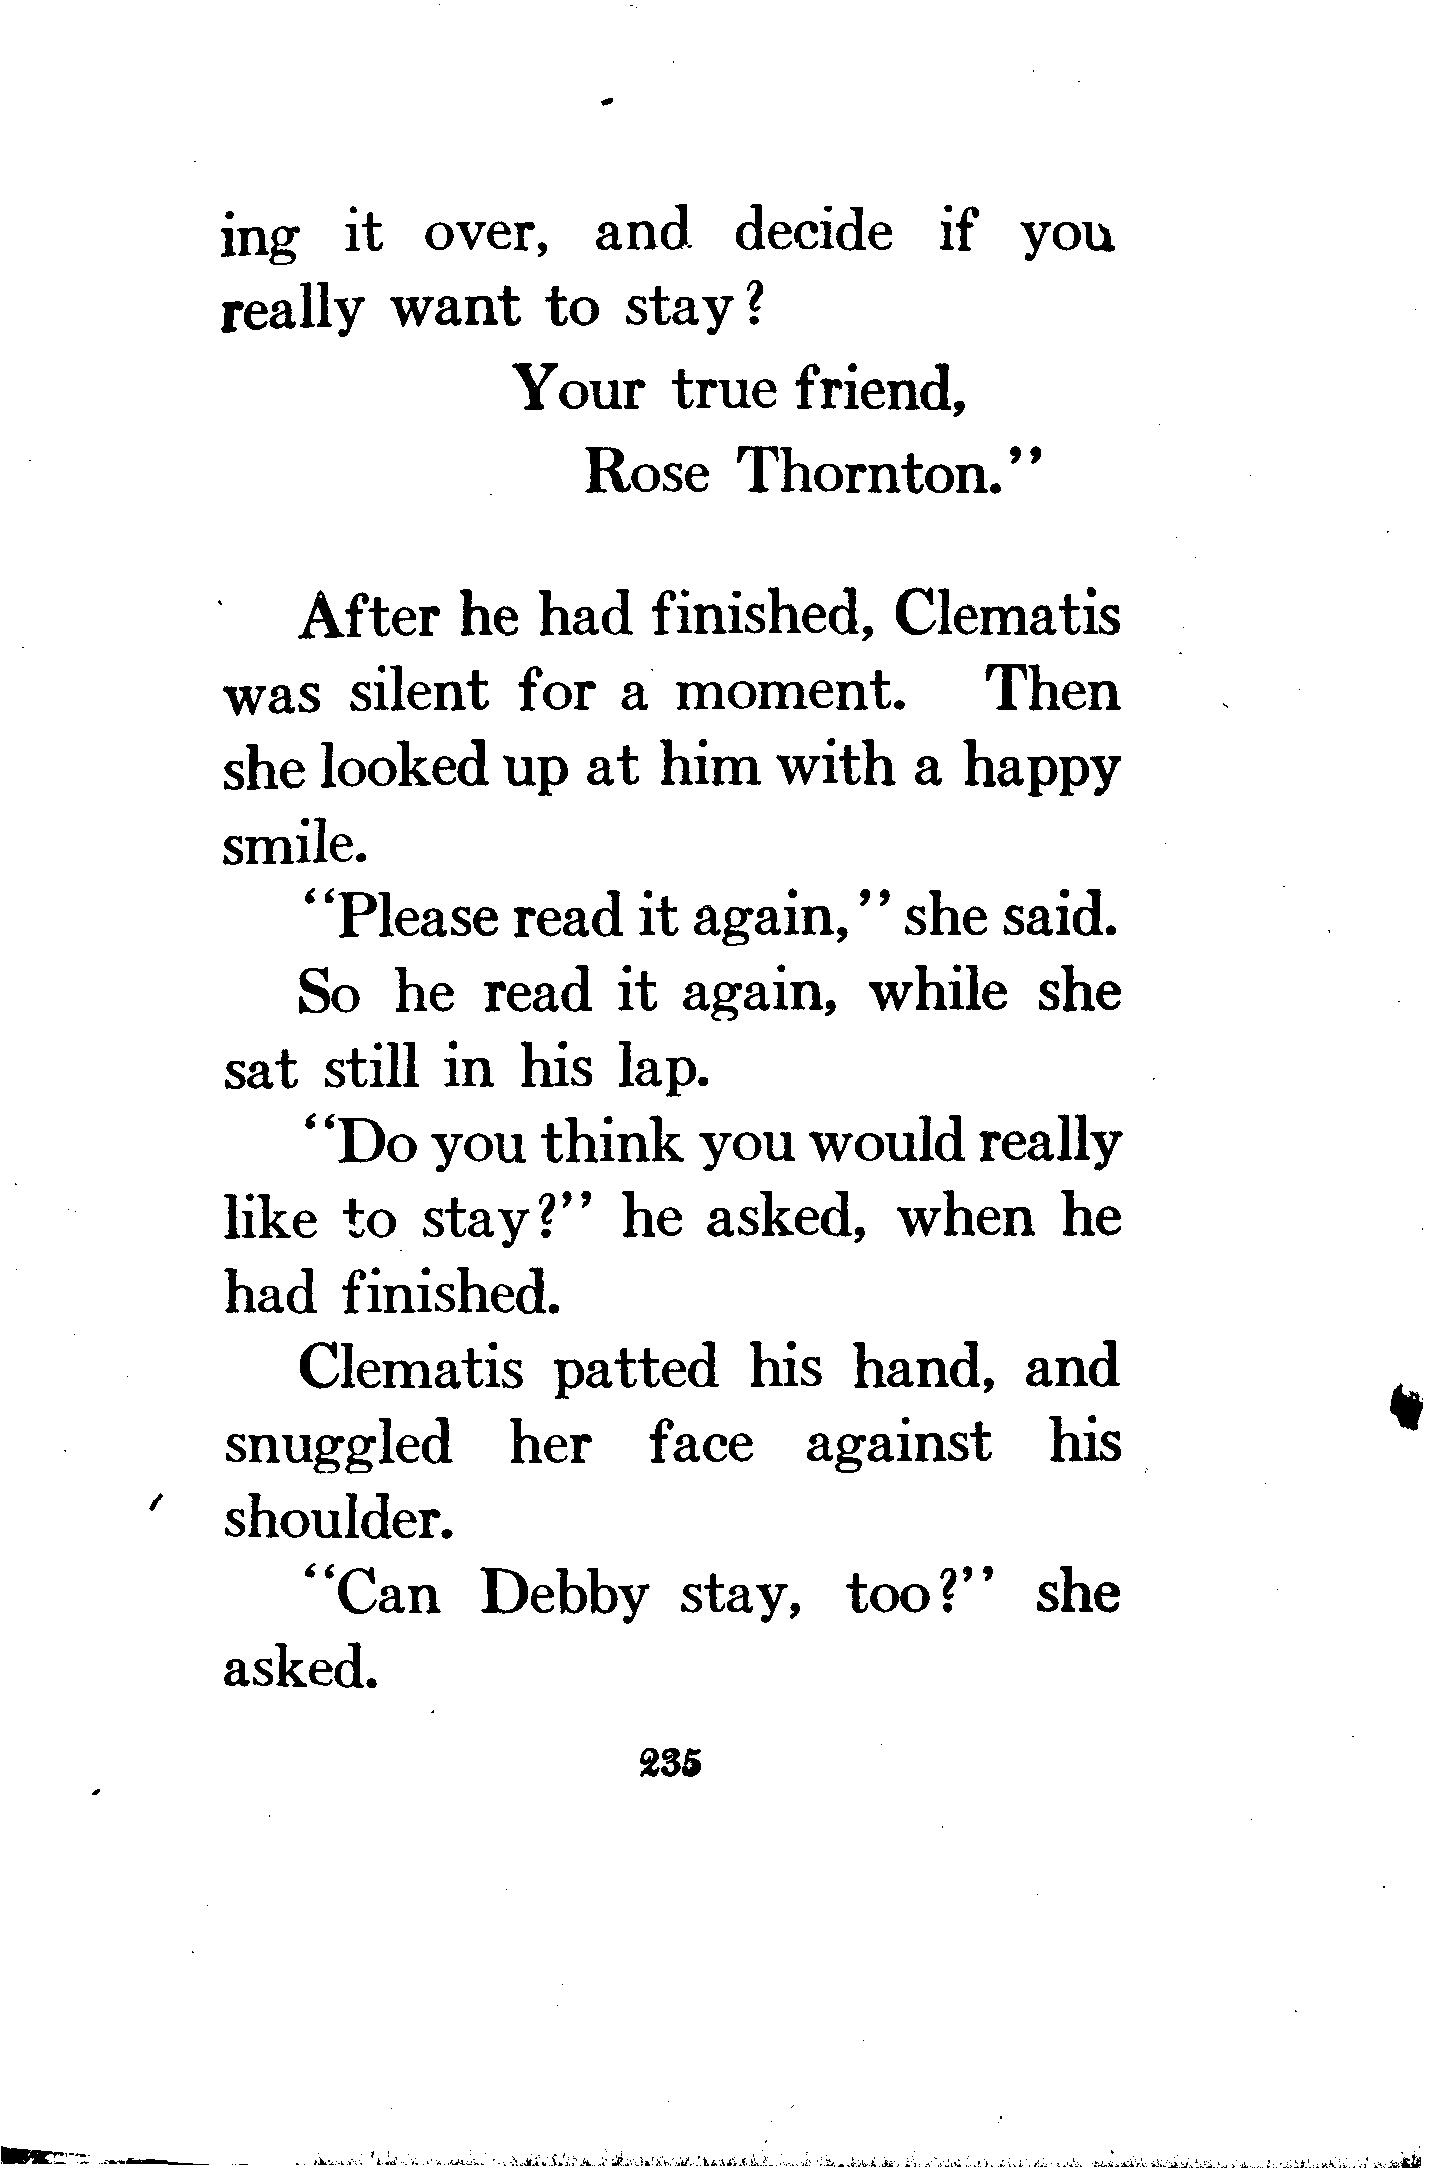 ing it over, and decide if you
really want to stay?
Your true friend,
Rose Thornton."
After he had finished, Clematis
was silent for a moment. Then
she looked up at him with a happy
smile.
"Please read it again," she said.
So he read it again, while she
sat still in his lap.
"Do you think you would really
like to stay?" he asked, when he
had finished.
Clematis patted his hand, and
snuggled her face against his
shoulder.
"Can Debby stay, too?" she
asked.
235